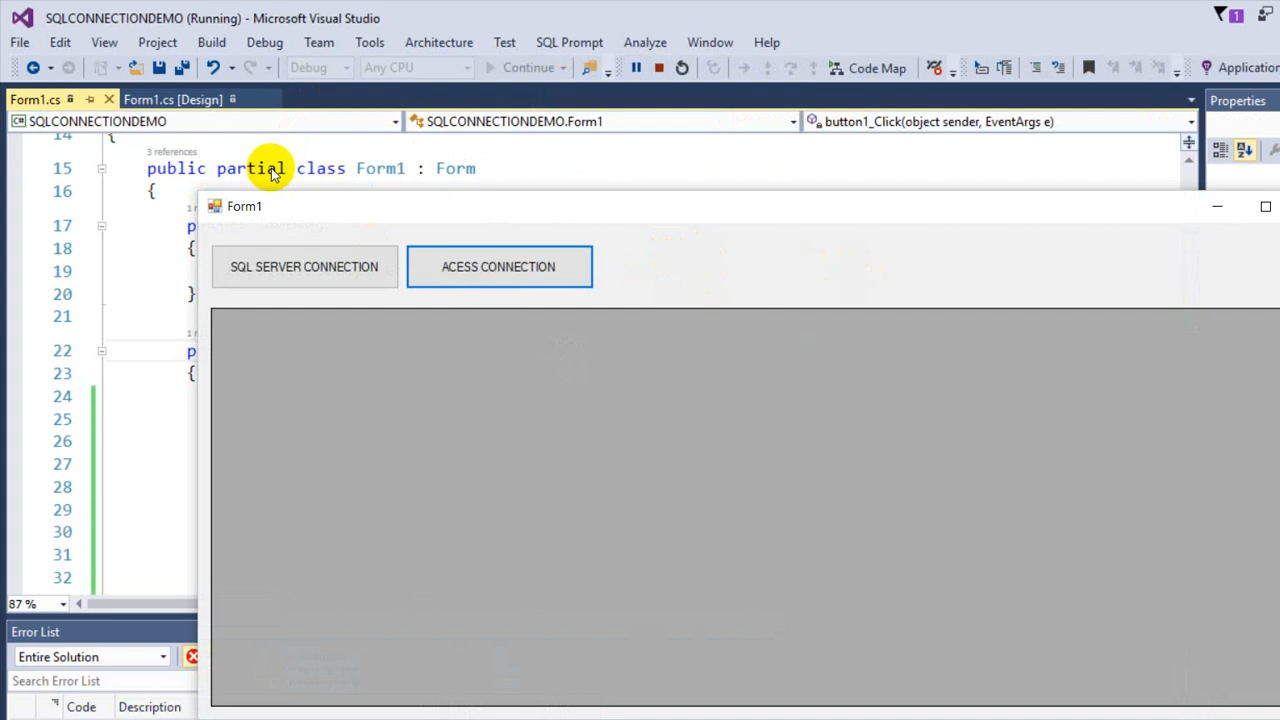 SQLCONNECTIONDEMO (Running) - Microsoft Visual Studio
1
File Edit View Project Build Debug Team Tools Architecture Test SQL Prompt Analyze Window Help
Debug Any CPU Continue Code Map Application
Form1.cs Form1.cs [Design] Properties
C# SQLCONNECTIONDEMO SQLCONNECTIONDEMO.Form1 button1_Click(object sender, EventArgs e)
14 {
3 references
15 public partial class Form1 : Form
16 {
Form1
1
17 p
SQL SERVER CONNECTION ACESS CONNECTION
18 {
19
20 }
21
1
22 p
23 {
24
25
26
27
28
29
30
31
32
87 %
Error List
Entire Solution
Search Error List
Code Description